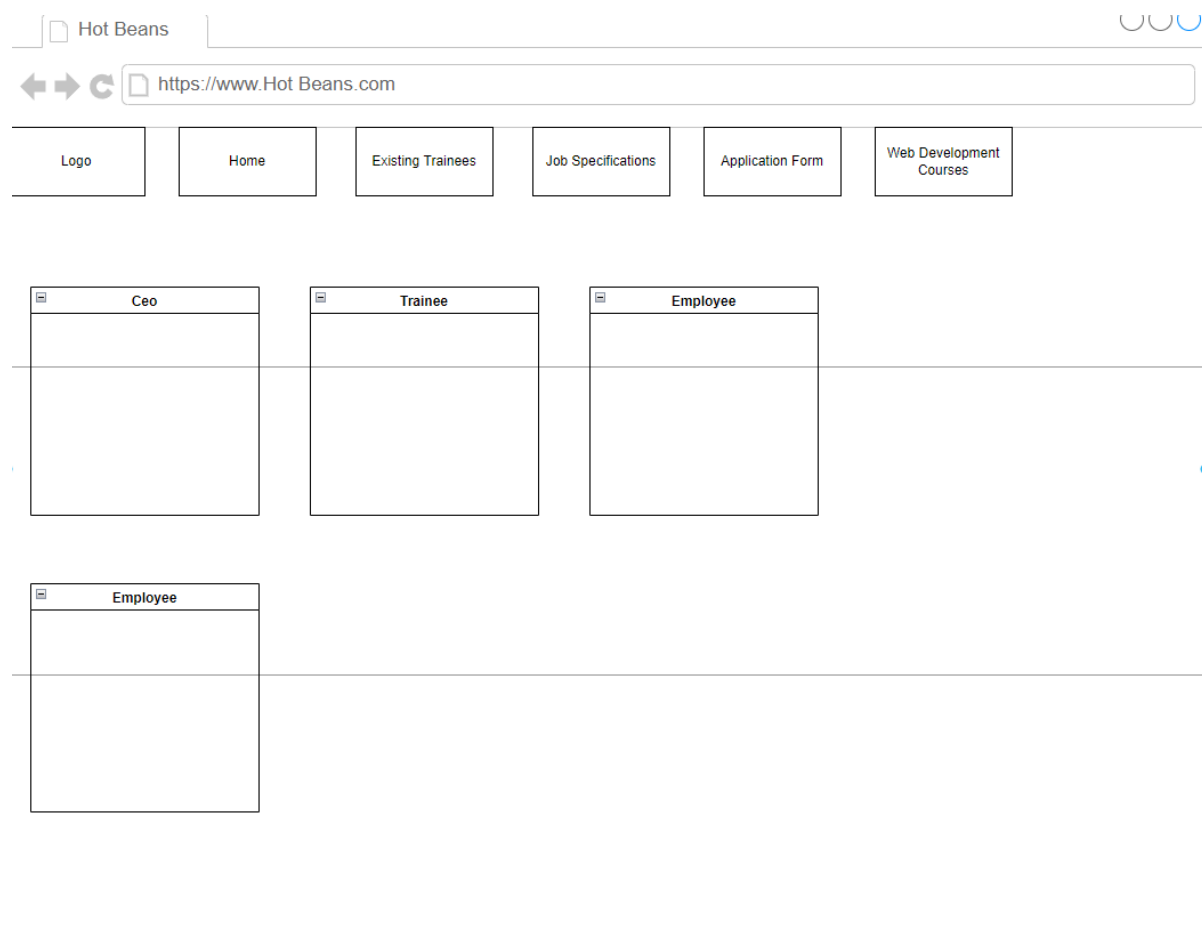 Hot Beans
https://www.Hot Beans.com
Logo
Home
Existing Trainees
Job Specifications
Application Form
Web Development
Courses
Ceo
Trainee
Employee
Employee